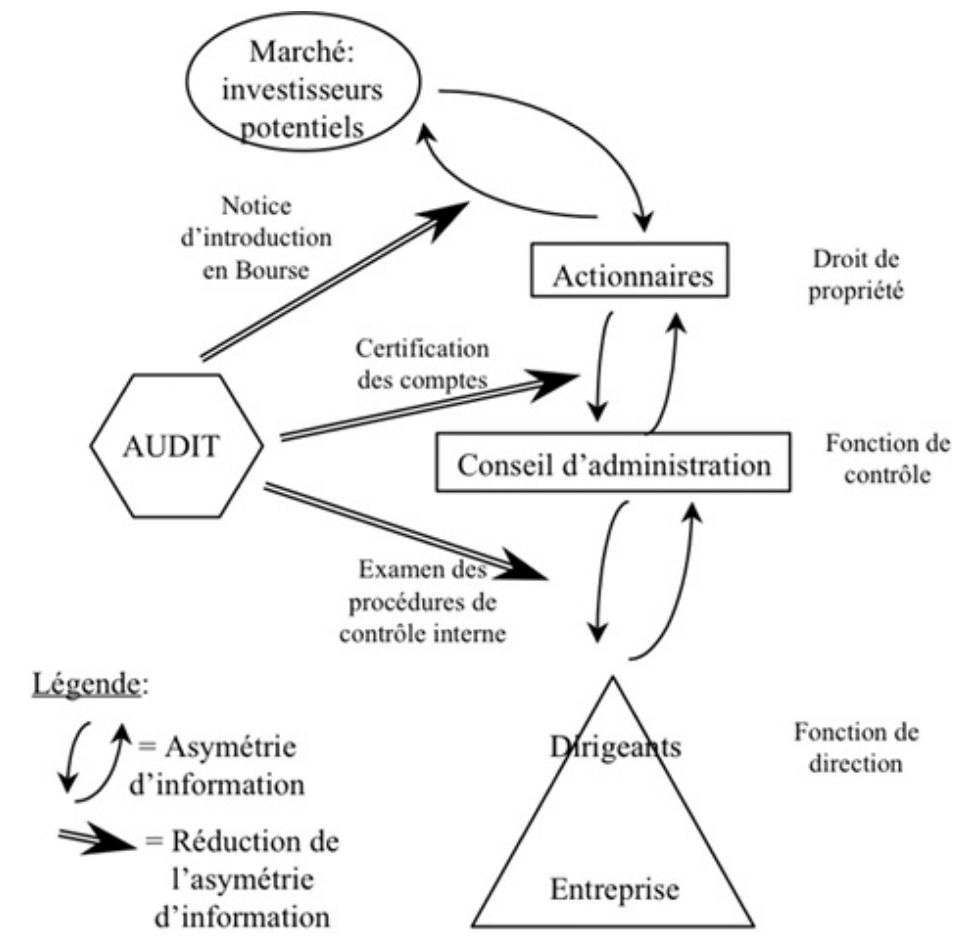 Marché:
investisseurs
potentiels
Notice
d'introduction
en Bourse
Actionnaires
Droit de
propriété
Certification
des comptes
AUDIT
Conseil d'administration
Fonction de
contrôle
Examen des
procédures de
contrôle interne
Légende:
= Asymétrie
d'information
= Réduction de
l'asymétrie
d'information
Dirigeants
Fonction de
direction
Entreprise